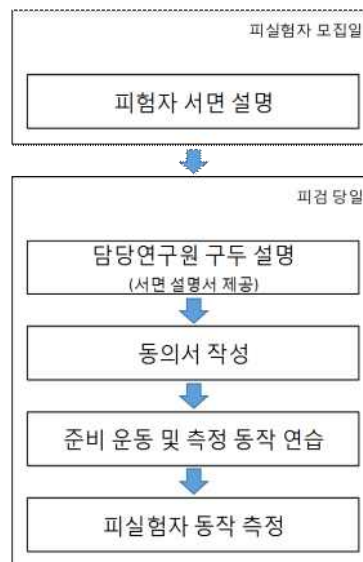 피실험자 모집일
피험자 서면 설명
피검 당일
담당연구원 구두 설명
(서면 설명서 제공)
동의서 작성
준비 운동 및 측정 동작 연습
피실험자 동작 측정